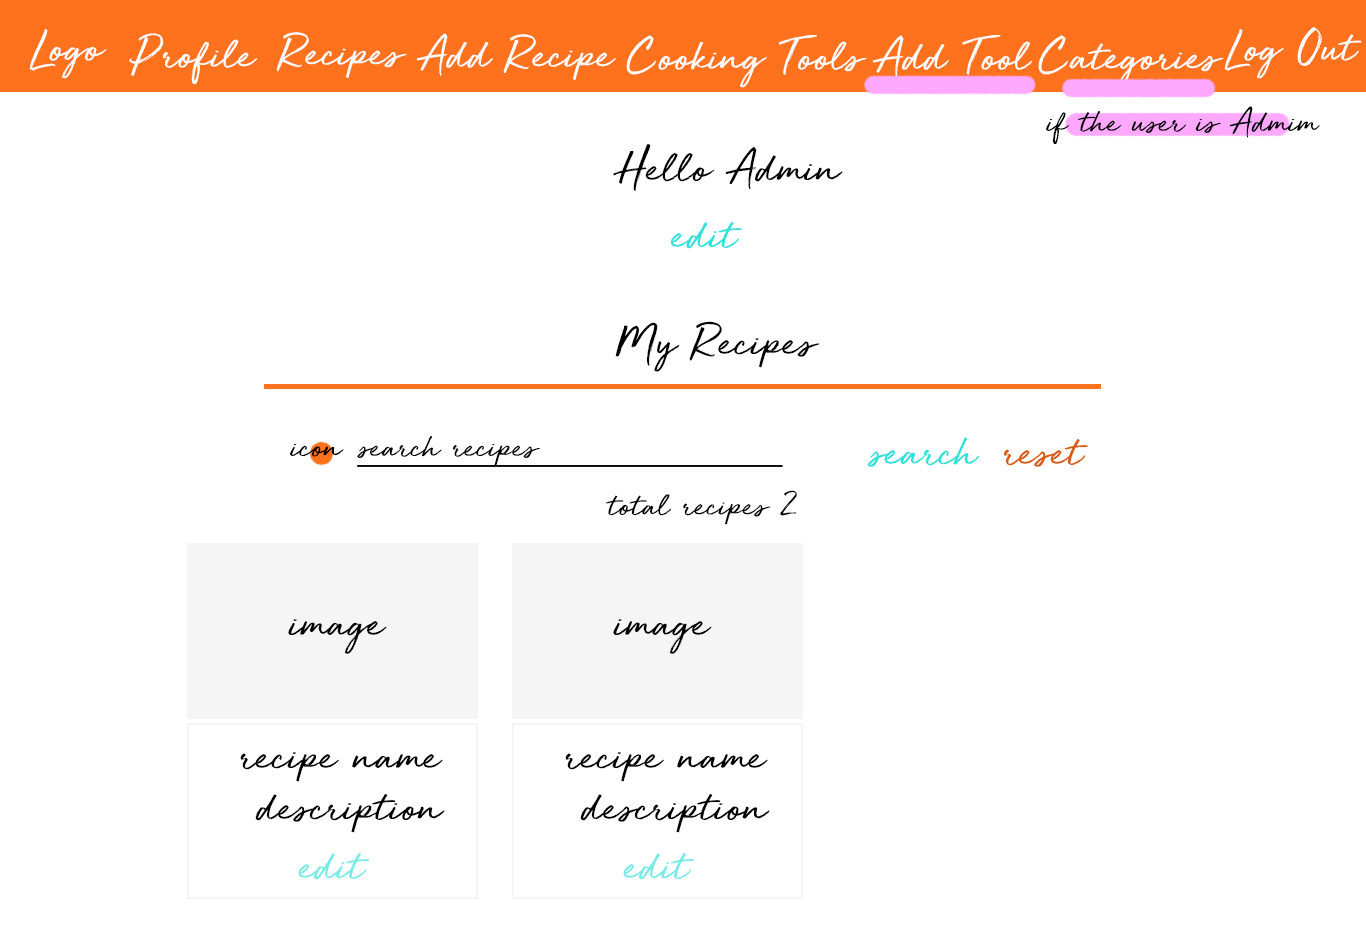 Logo Profile Recipes Add Recipe Cooking Tools Add Tool Categories Log Out
if the user is Admim
Hello Admin
edit
My Recipes
icon search recipes search reset
total recipes 2
image image
recipe name recipe name
description description
edit edit